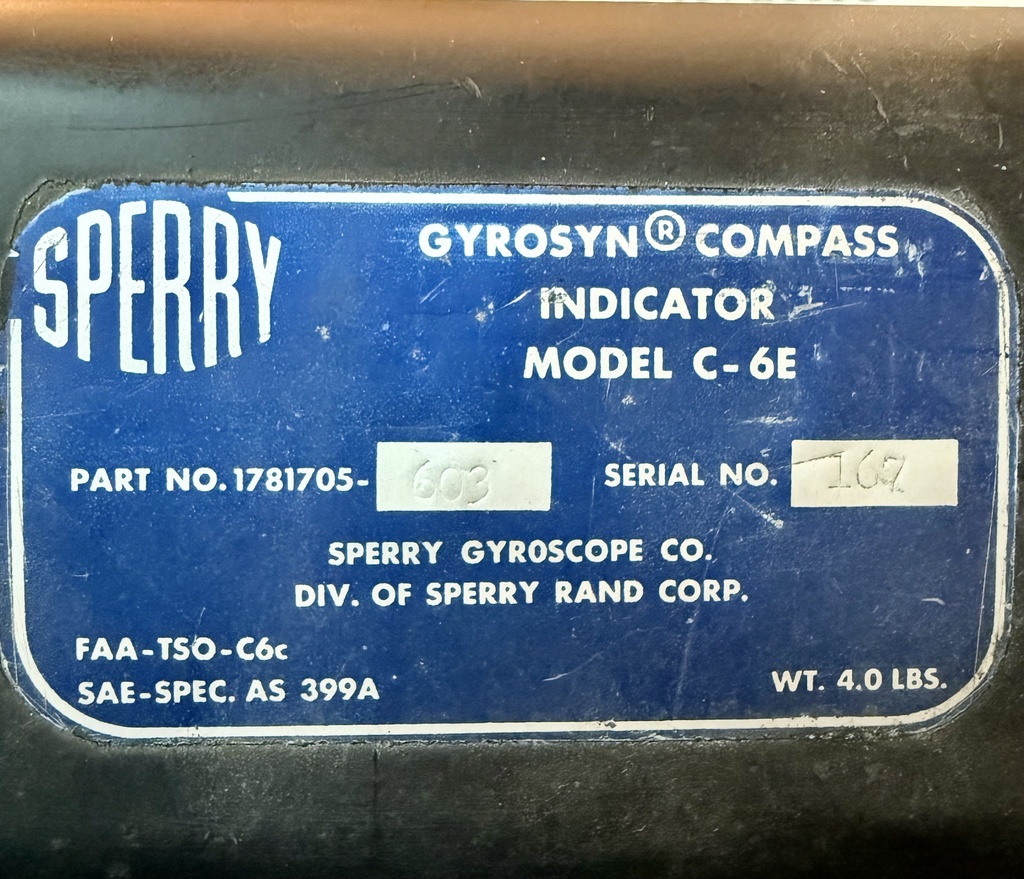 SPERRY
GYROSYN® COMPASS
INDICATOR
MODEL C-6E
PART NO. 1781705- 603 SERIAL NO. 167
SPERRY GYROSCOPE CO.
DIV. OF SPERRY RAND CORP.
FAA-TSO-C6c
SAE-SPEC. AS 399A
WT. 4.0 LBS.